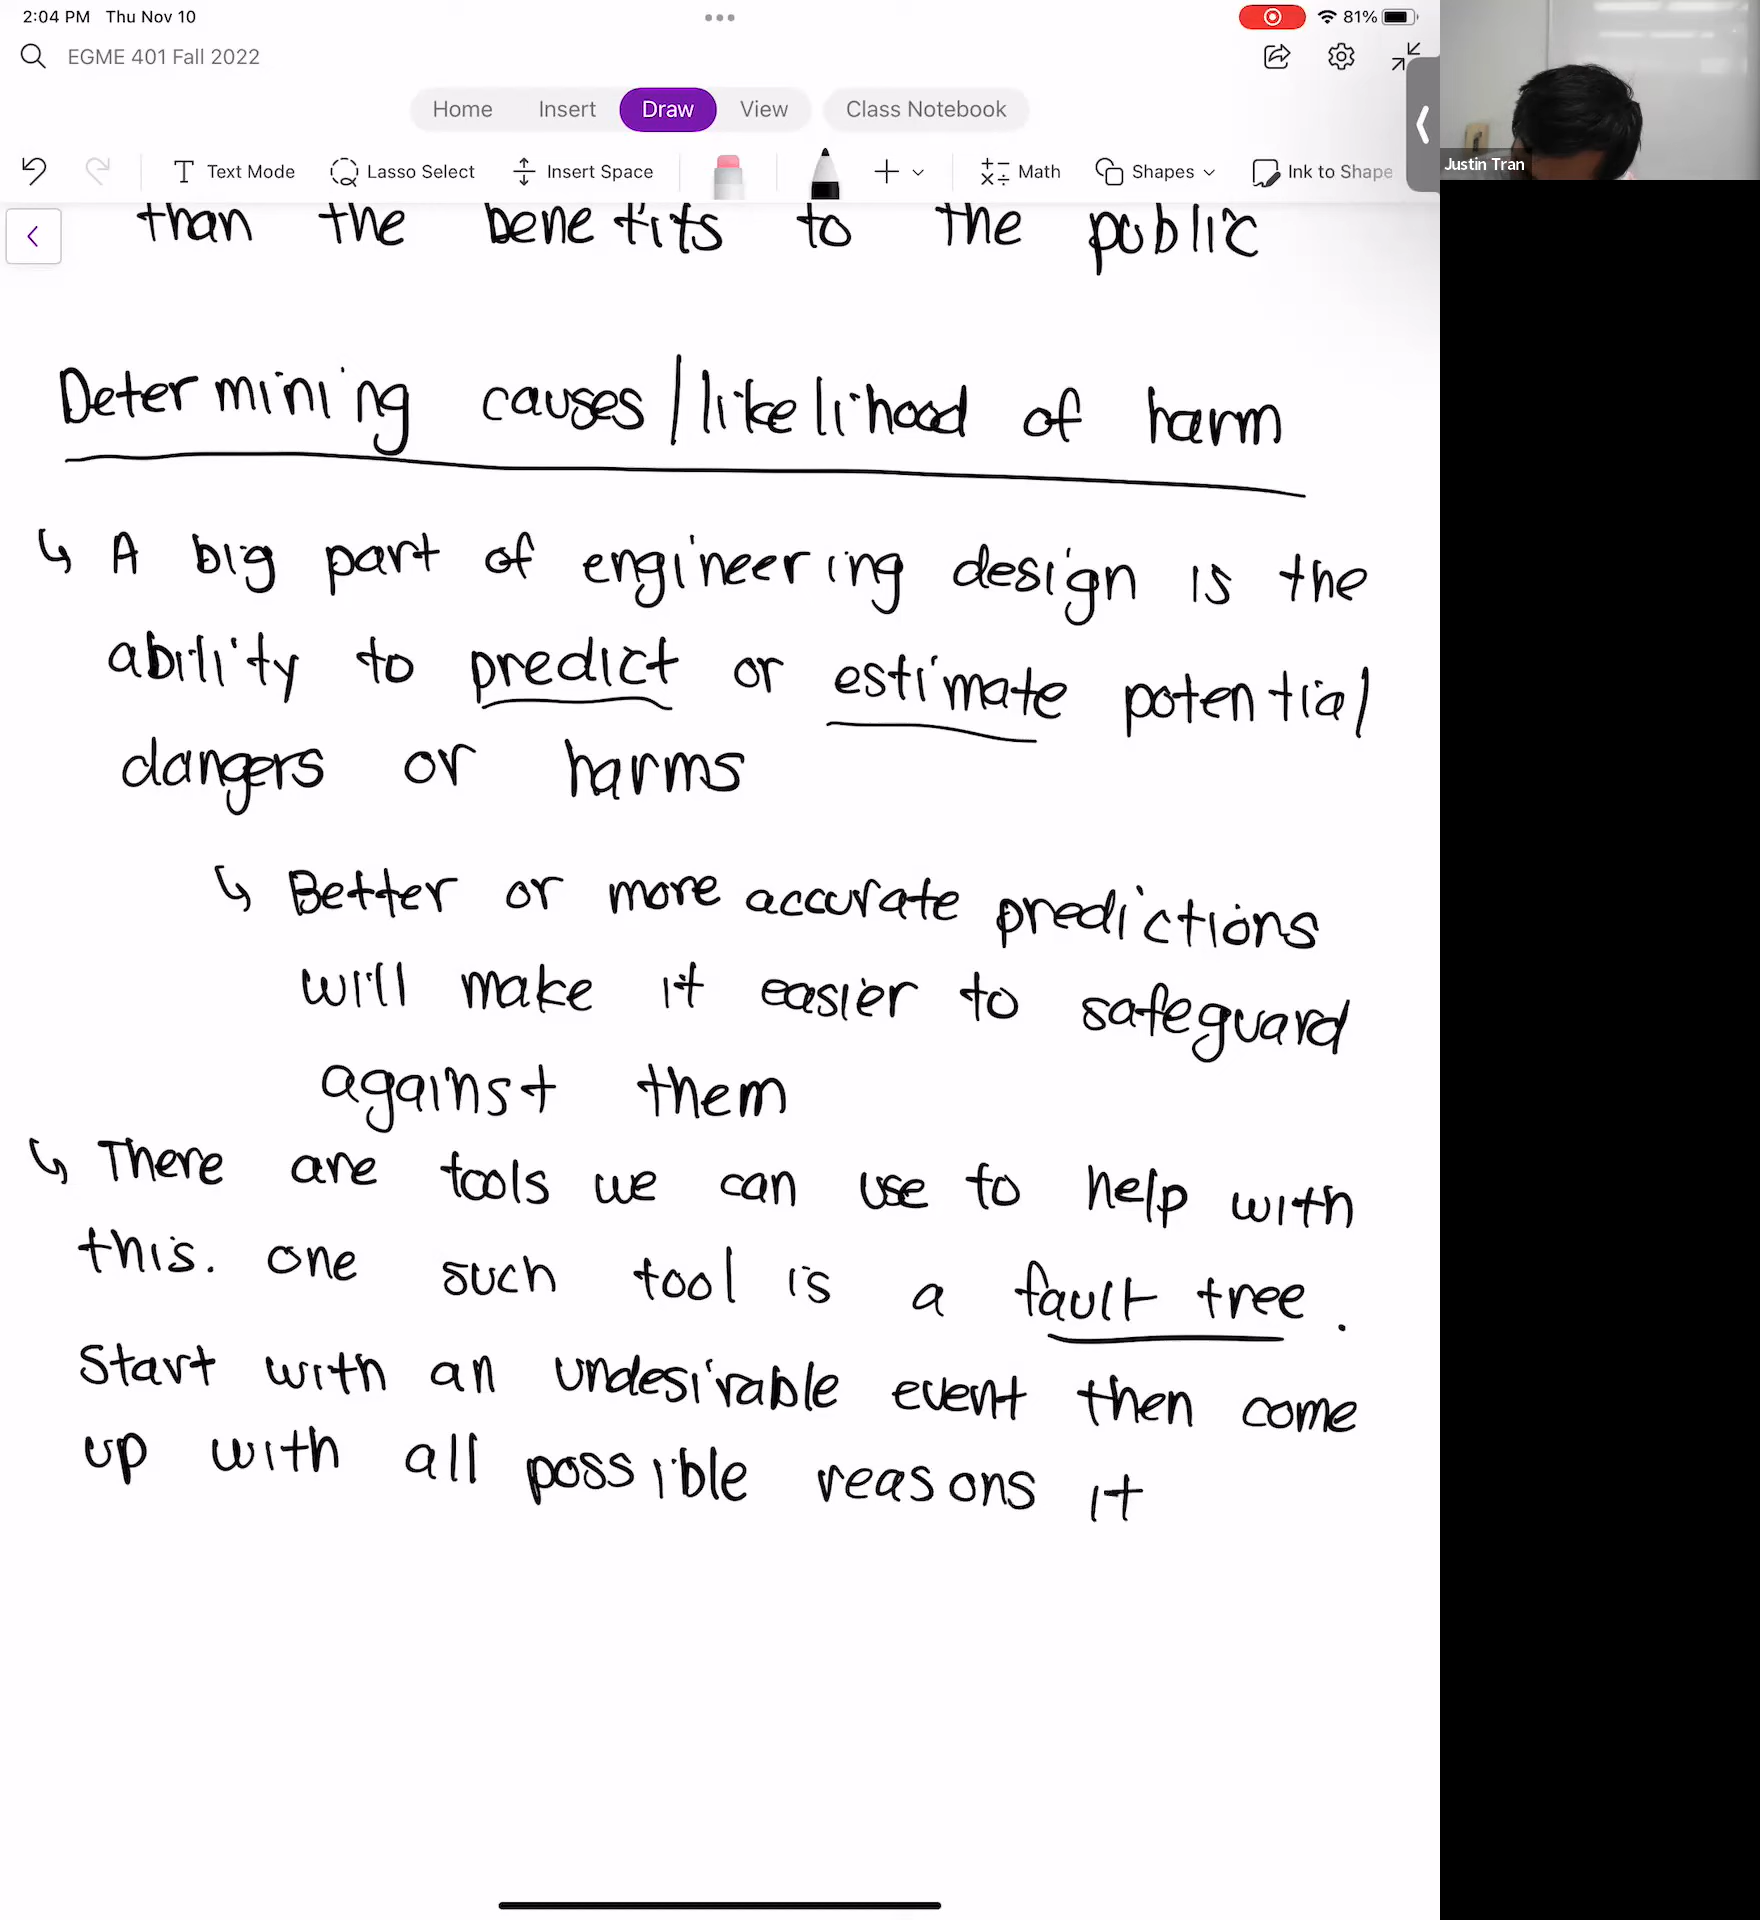 2:04 PM Thu Nov 10
81%
EGME 401 Fall 2022
Home Insert Draw View Class Notebook
Text Mode Lasso Select Insert Space Math Shapes Ink to Shape
Justin Tran
than the benefits to the public
Determining causes/likelihood of harm
↳ A big part of engineering design is the
ability to predict or estimate potential
dangers or harms
↳ Better or more accurate predictions
will make it easier to safeguard
against them
↳ There are tools we can use to help with
this. one such tool is a fault tree.
Start with an undesirable event then come
up with all possible reasons it